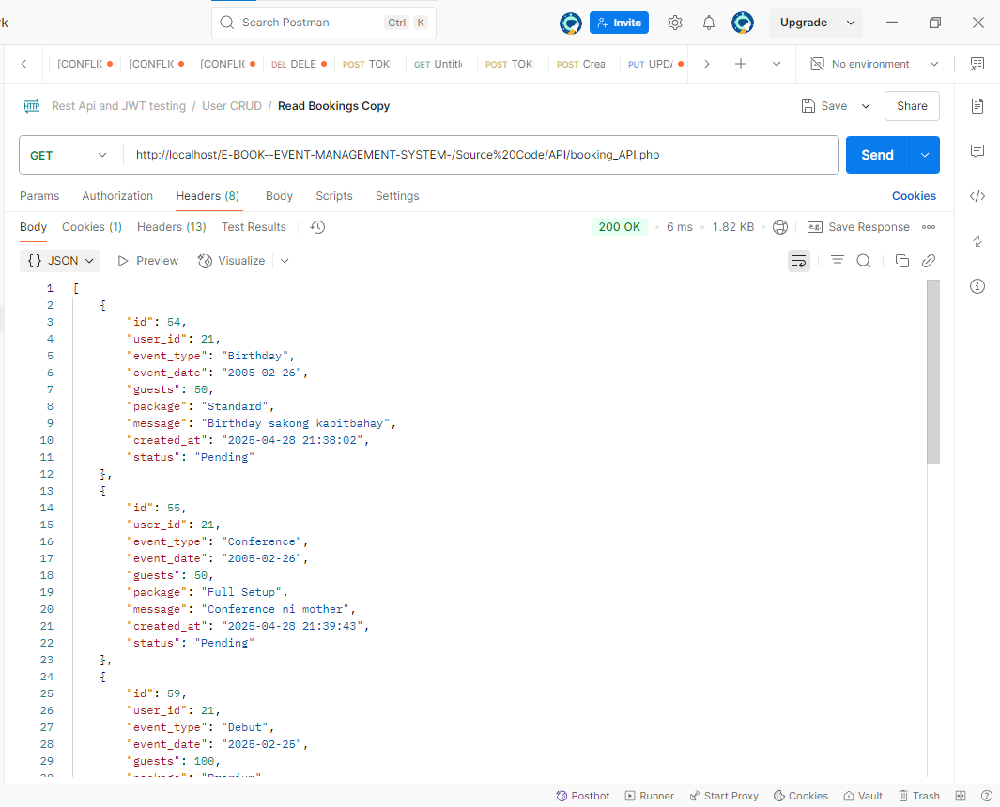 k
Search Postman Ctrl K
Invite
Upgrade
[CONFLIC
[CONFLIC
[CONFLIC
DEL DELE
POST TOK
GET Untitl
POST TOK
POST Crea
PUT UPDA
No environment
HTTP Rest Api and JWT testing / User CRUD / Read Bookings Copy
Save
Share
GET http://localhost/E-BOOK--EVENT-MANAGEMENT-SYSTEM-/Source%20Code/API/booking_API.php
Send
Params Authorization Headers (8) Body Scripts Settings Cookies
Body Cookies (1) Headers (13) Test Results 200 OK • 6 ms • 1.82 KB e.g. Save Response
{} JSON Preview Visualize
1 [
2 {
3 "id": 54,
4 "user_id": 21,
5 "event_type": "Birthday",
6 "event_date": "2005-02-26",
7 "guests": 50,
8 "package": "Standard",
9 "message": "Birthday sakong kabitbahay",
10 "created_at": "2025-04-28 21:38:02",
11 "status": "Pending"
12 },
13 {
14 "id": 55,
15 "user_id": 21,
16 "event_type": "Conference",
17 "event_date": "2005-02-26",
18 "guests": 50,
19 "package": "Full Setup",
20 "message": "Conference ni mother",
21 "created_at": "2025-04-28 21:39:43",
22 "status": "Pending"
23 },
24 {
25 "id": 59,
26 "user_id": 21,
27 "event_type": "Debut",
28 "event_date": "2025-02-25",
29 "guests": 100,
30 "package": "Premium"
Postbot Runner Start Proxy Cookies Vault Trash